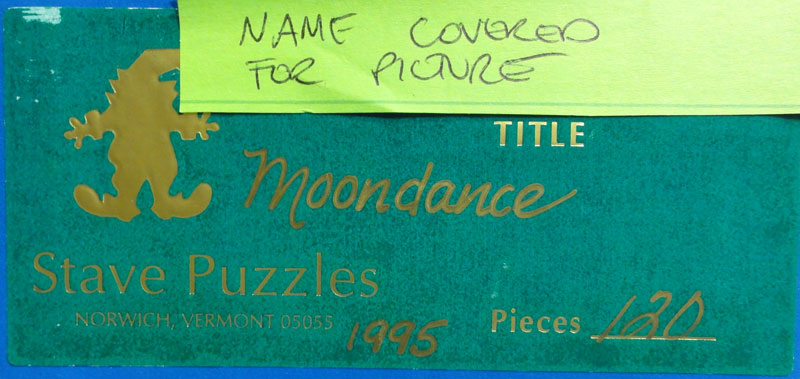 NAME COVERED
FOR PICTURE
TITLE
Moondance
Stave Puzzles
NORWICH, VERMONT 05055
1995
Pieces 120